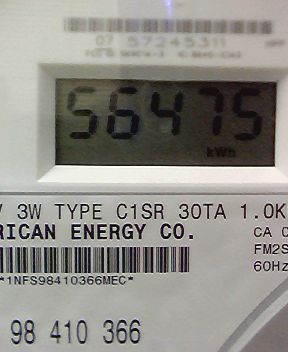 07 57245311
56475
kWh
V 3W TYPE C1SR 30TA 1.0K
RICAN ENERGY CO.
CA 0
FM2S
60Hz
*1NFS98410366MEC*
98 410 366